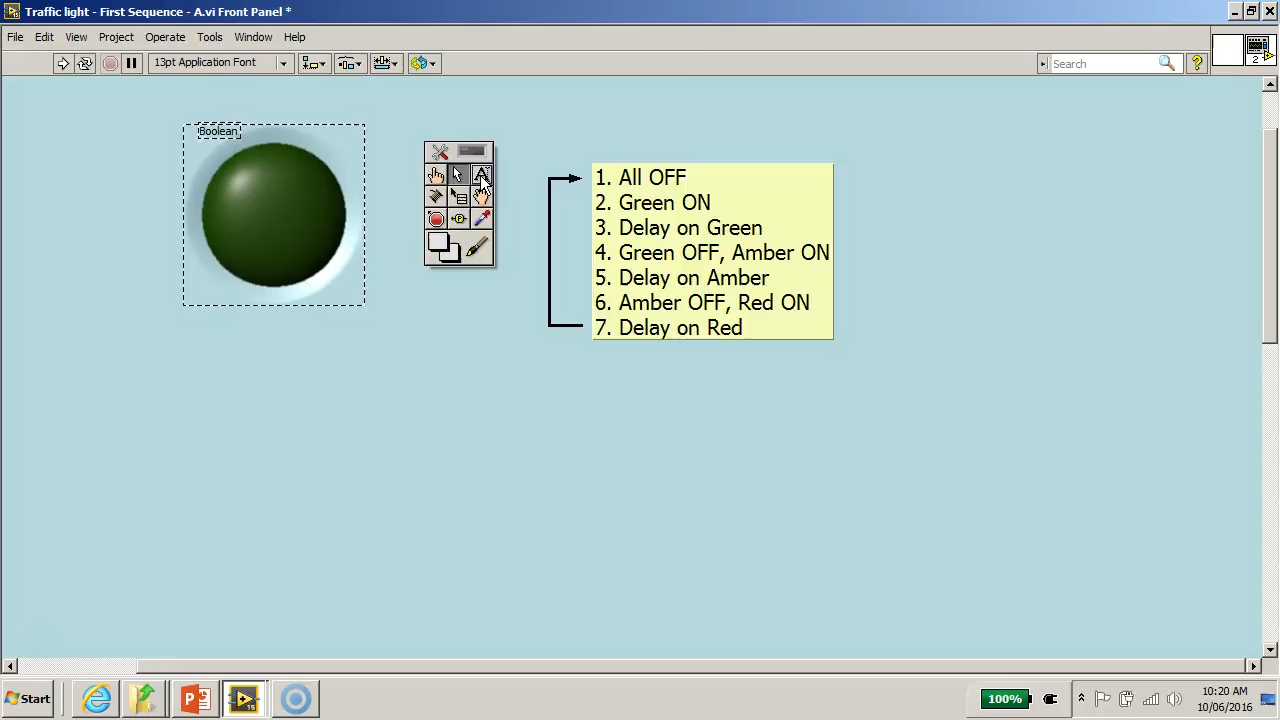 Traffic light - First Sequence - A.vi Front Panel *
File Edit View Project Operate Tools Window Help
13pt Application Font
Search
?
2
Boolean
A
1. All OFF
2. Green ON
3. Delay on Green
4. Green OFF, Amber ON
5. Delay on Amber
6. Amber OFF, Red ON
7. Delay on Red
Start
15
100%
10:20 AM
10/06/2016